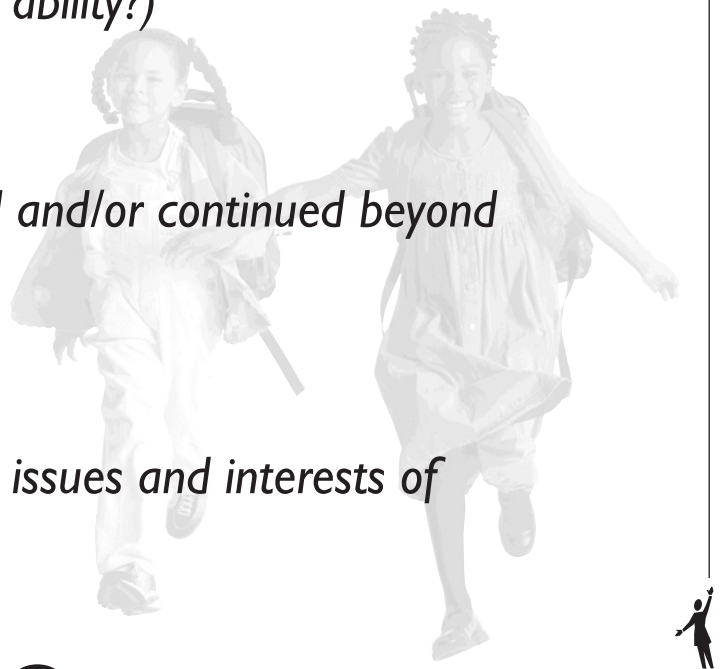 ability?)
and/or continued beyond
issues and interests of